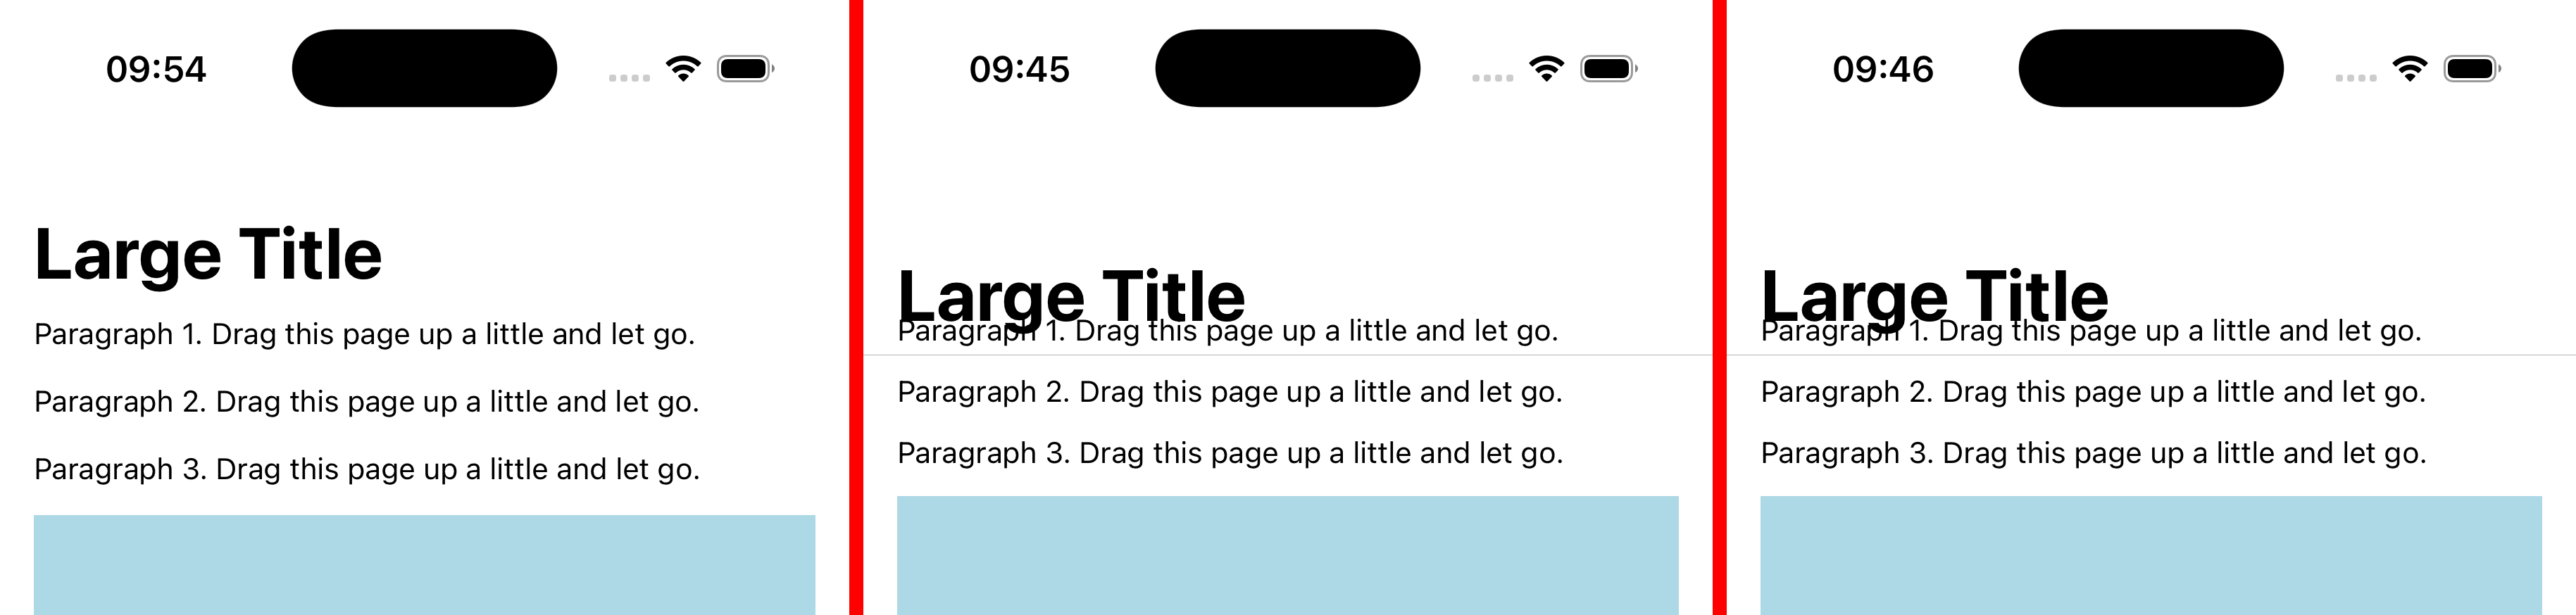 09:54
Large Title
Paragraph 1. Drag this page up a little and let go.
Paragraph 2. Drag this page up a little and let go.
Paragraph 3. Drag this page up a little and let go.
09:45
Large Title
Paragraph 1. Drag this page up a little and let go.
Paragraph 2. Drag this page up a little and let go.
Paragraph 3. Drag this page up a little and let go.
09:46
Large Title
Paragraph 1. Drag this page up a little and let go.
Paragraph 2. Drag this page up a little and let go.
Paragraph 3. Drag this page up a little and let go.